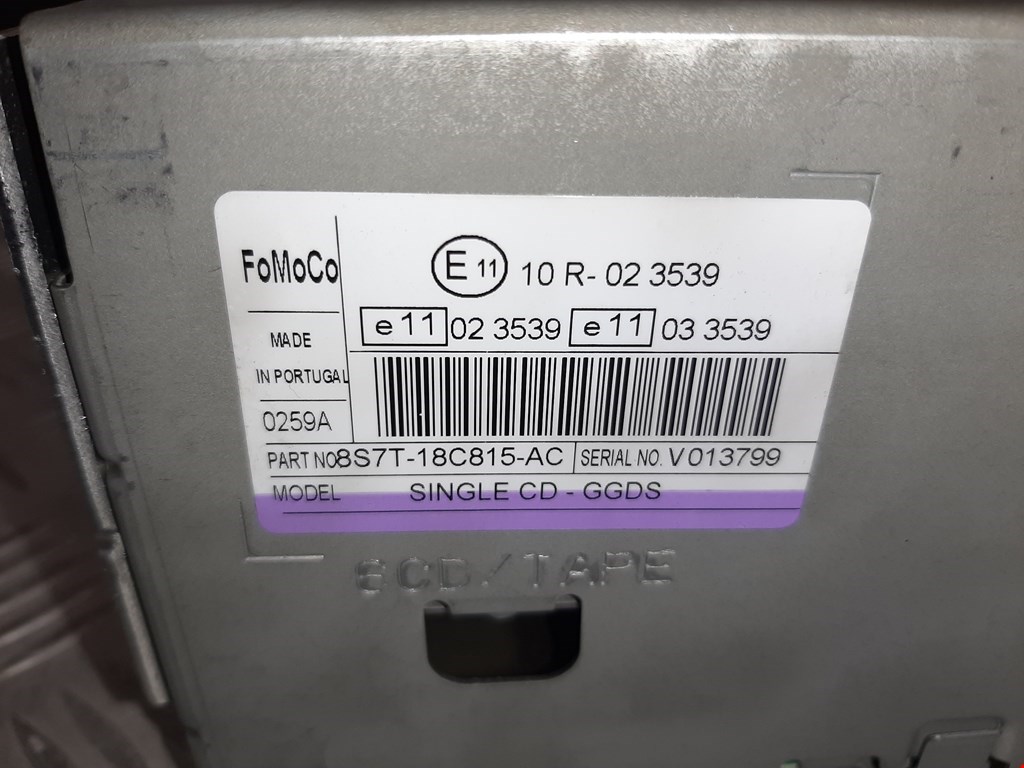 FoMoCo
E 11 10 R- 02 3539
e 11 02 3539 e 11 03 3539
MADE
IN PORTUGAL
0259A
PART NO 8S7T-18C815-AC SERIAL NO. V013799
MODEL SINGLE CD - GGDS
6CD/TAPE